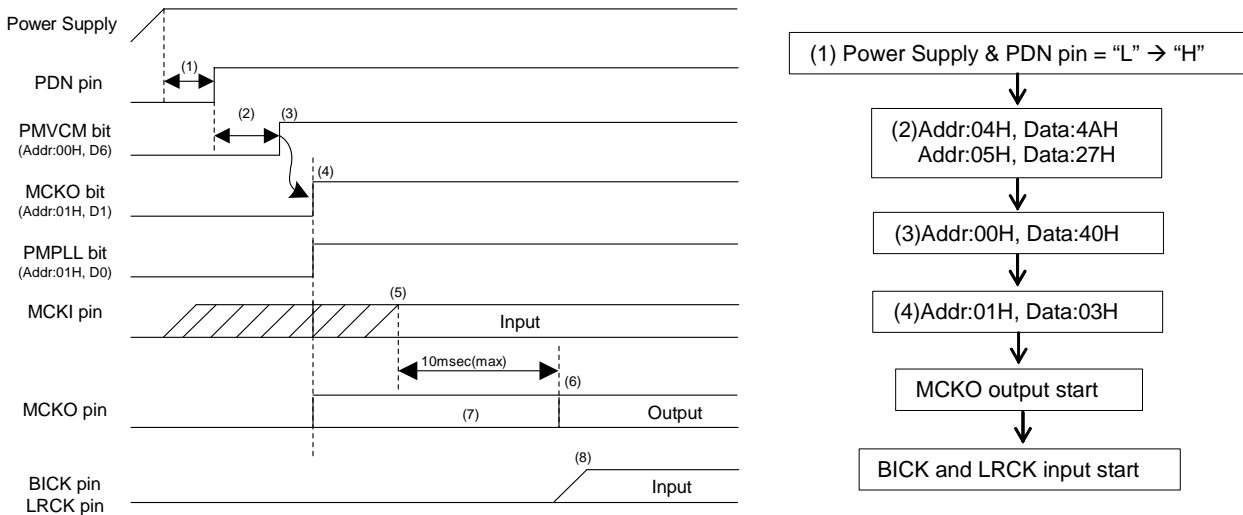 Power Supply
(1)
PDN pin
(2)
(3)
PMVCM bit
(Addr:00H, D6)
(4)
MCKO bit
(Addr:01H, D1)
PMPLL bit
(Addr:01H, D0)
(5)
MCKI pin
Input
10msec(max)
(6)
MCKO pin
(7)
Output
(8)
BICK pin
LRCK pin
Input
(1) Power Supply & PDN pin = “L” → “H”
(2)Addr:04H, Data:4AH
Addr:05H, Data:27H
(3)Addr:00H, Data:40H
(4)Addr:01H, Data:03H
MCKO output start
BICK and LRCK input start